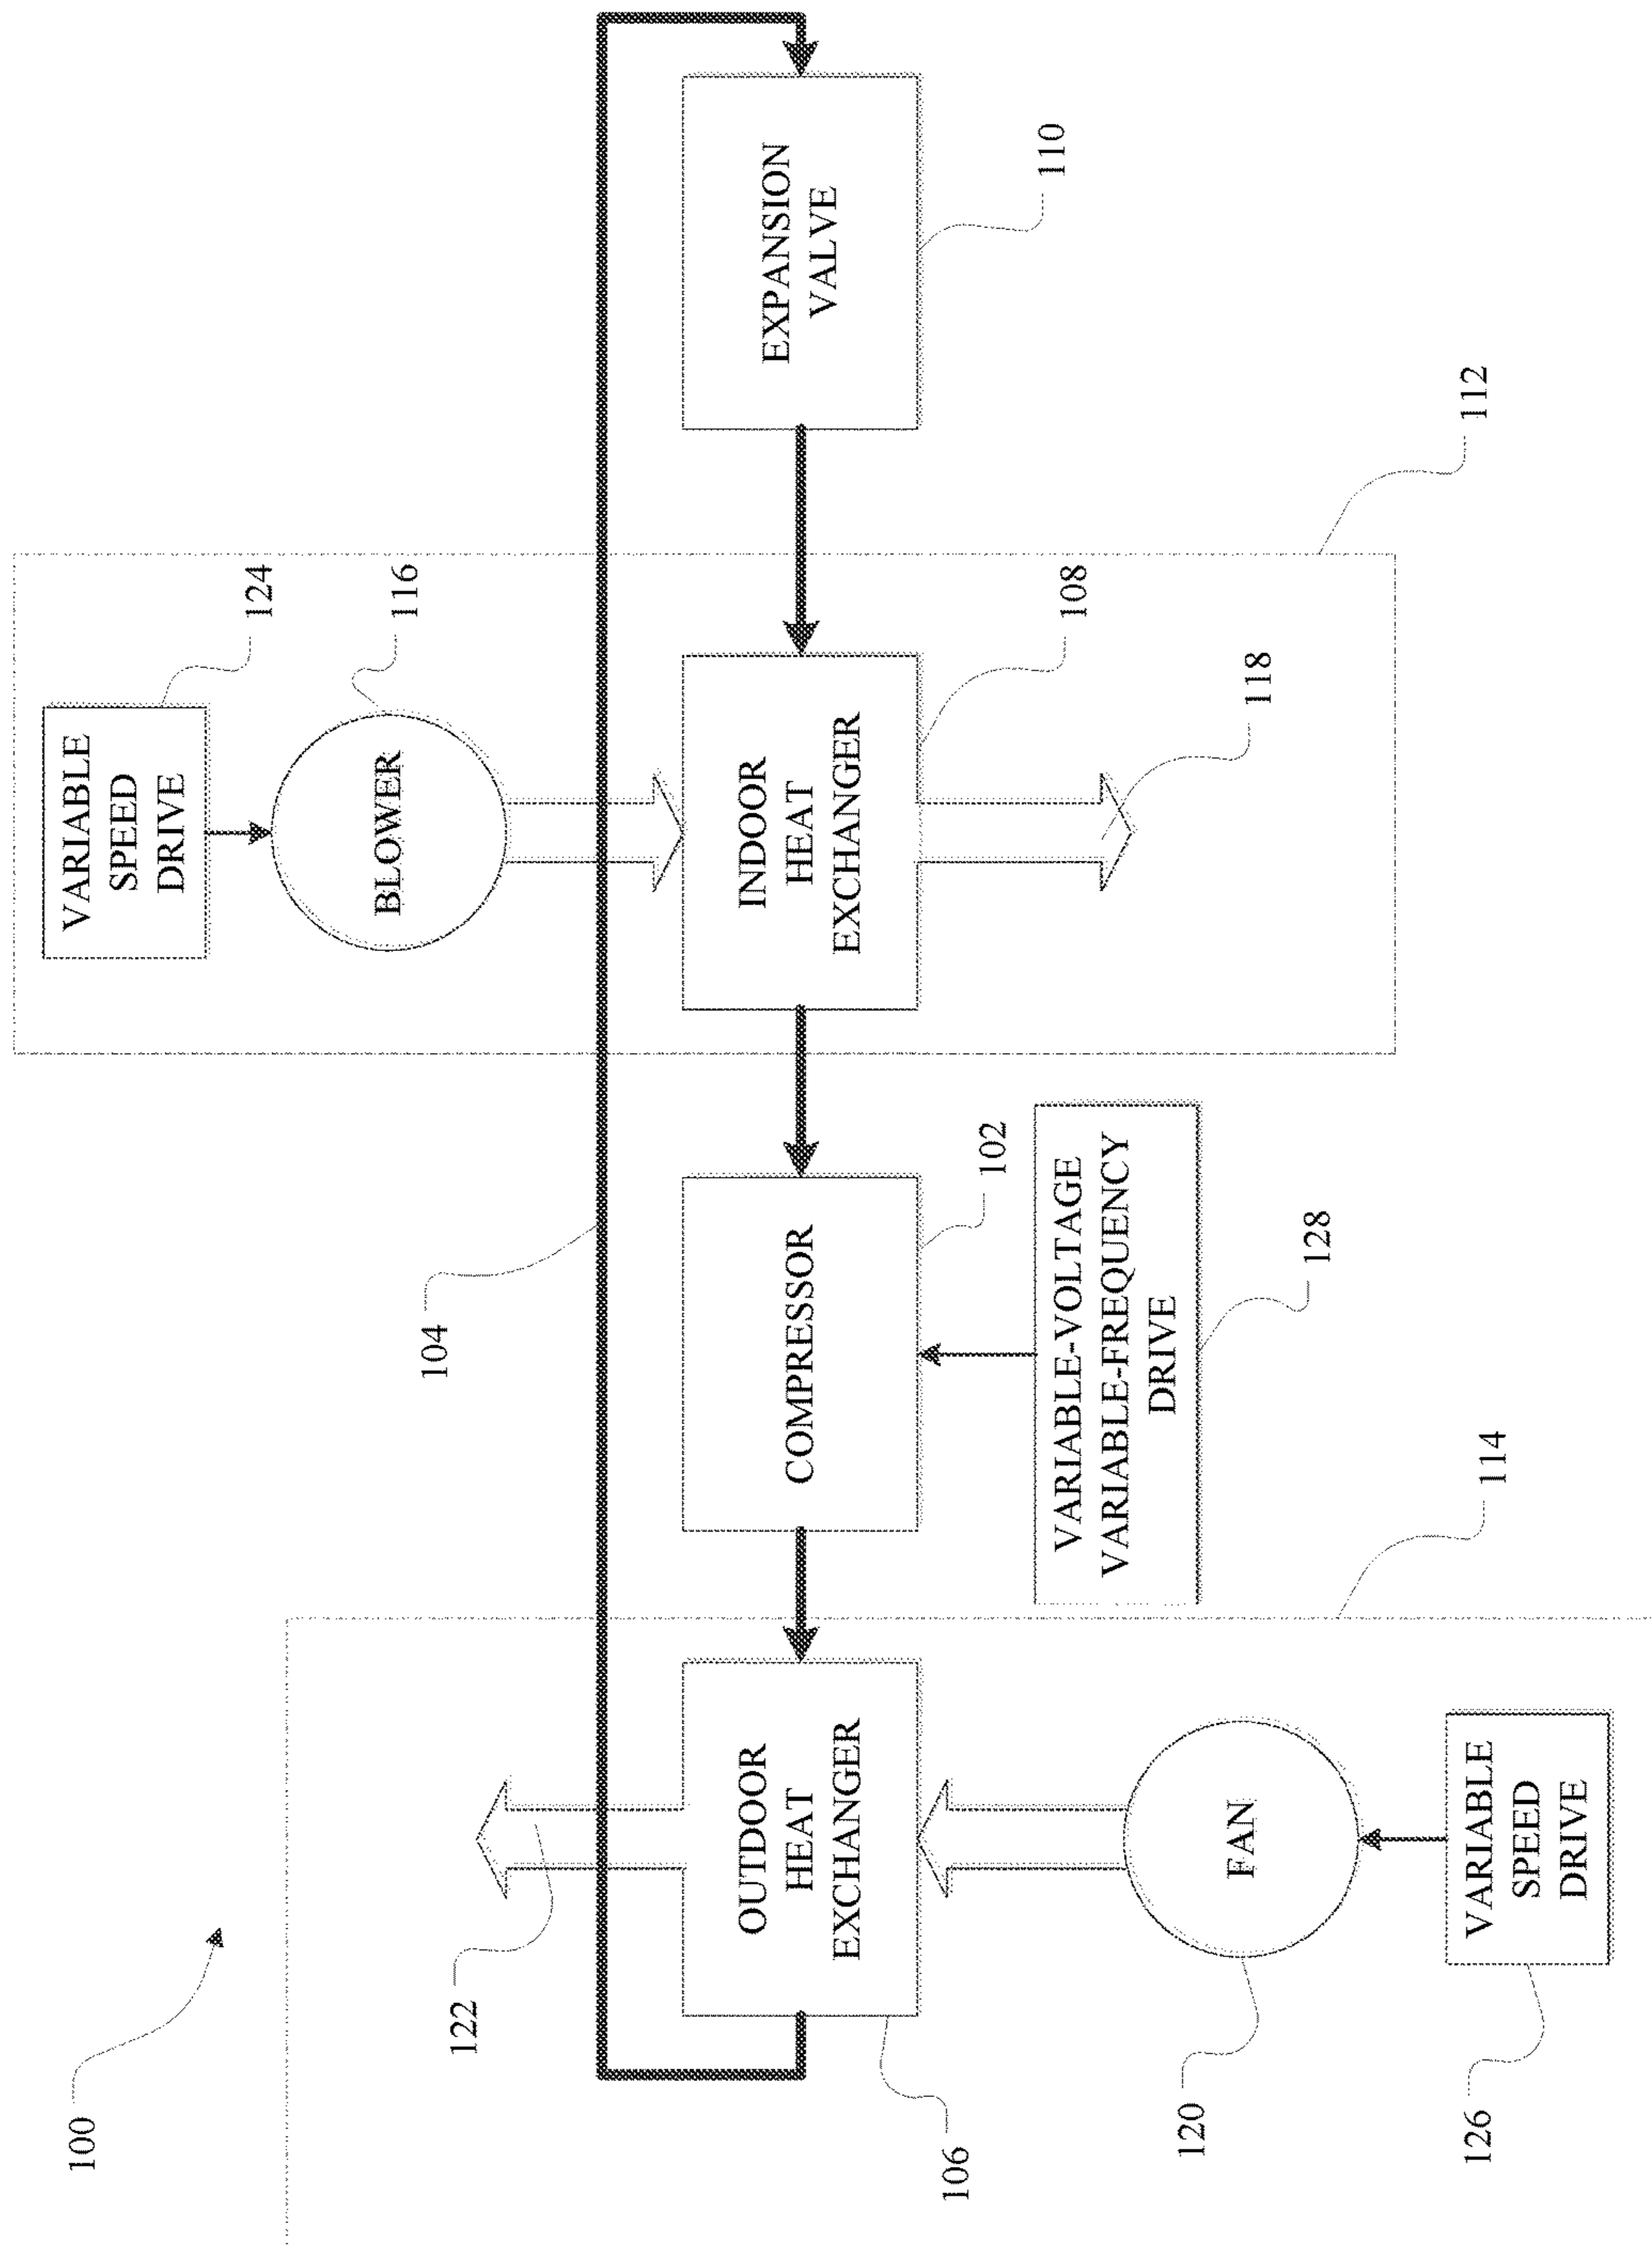 100
114
OUTDOOR
HEAT
EXCHANGER
106
122
FAN
120
VARIABLE
SPEED
DRIVE
126
104
COMPRESSOR
102
VARIABLE-VOLTAGE
VARIABLE-FREQUENCY
DRIVE
128
112
VARIABLE
SPEED
DRIVE
124
BLOWER
116
INDOOR
HEAT
EXCHANGER
108
118
EXPANSION
VALVE
110